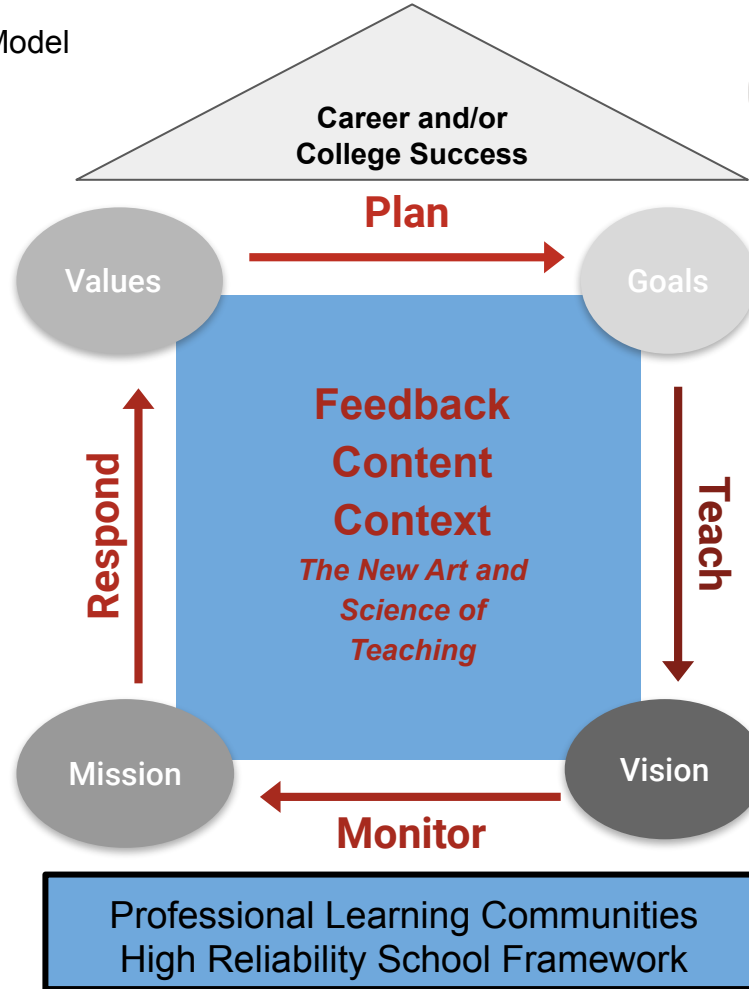 Model
Career and/or
College Success
Plan
Values
Goals
Feedback
Content
Context
The New Art and
Science of
Teaching
Respond
Teach
Mission
Vision
Monitor
Professional Learning Communities
High Reliability School Framework